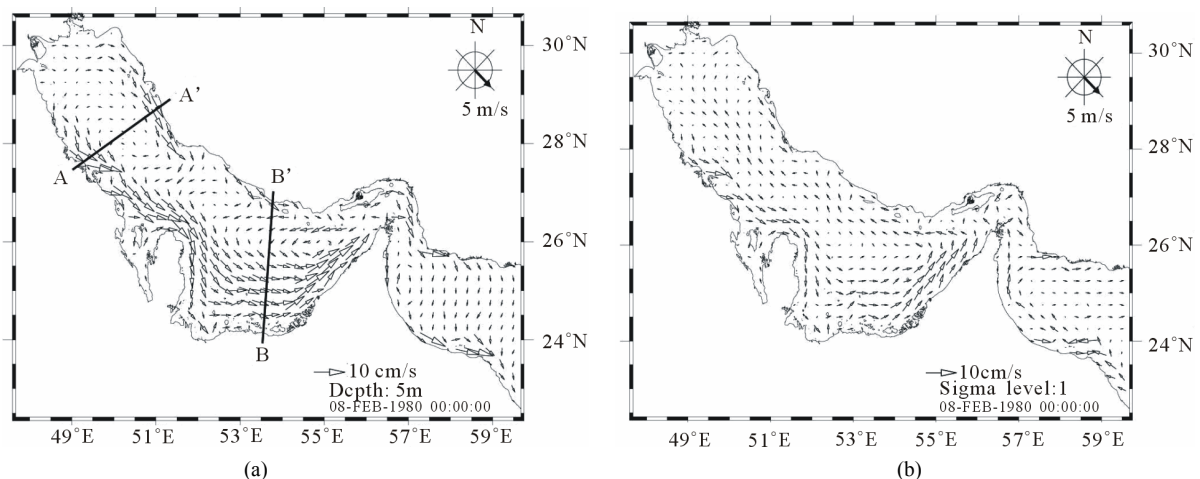 N
5 m/s
30°N
28°N
26°N
24°N
A'
A
B'
B
10 cm/s
Depth: 5m
08-FEB-1980 00:00:00
49°E 51°E 53°E 55°E 57°E 59°E
(a)
N
5 m/s
30°N
28°N
26°N
24°N
10cm/s
Sigma level:1
08-FEB-1980 00:00:00
49°E 51°E 53°E 55°E 57°E 59°E
(b)